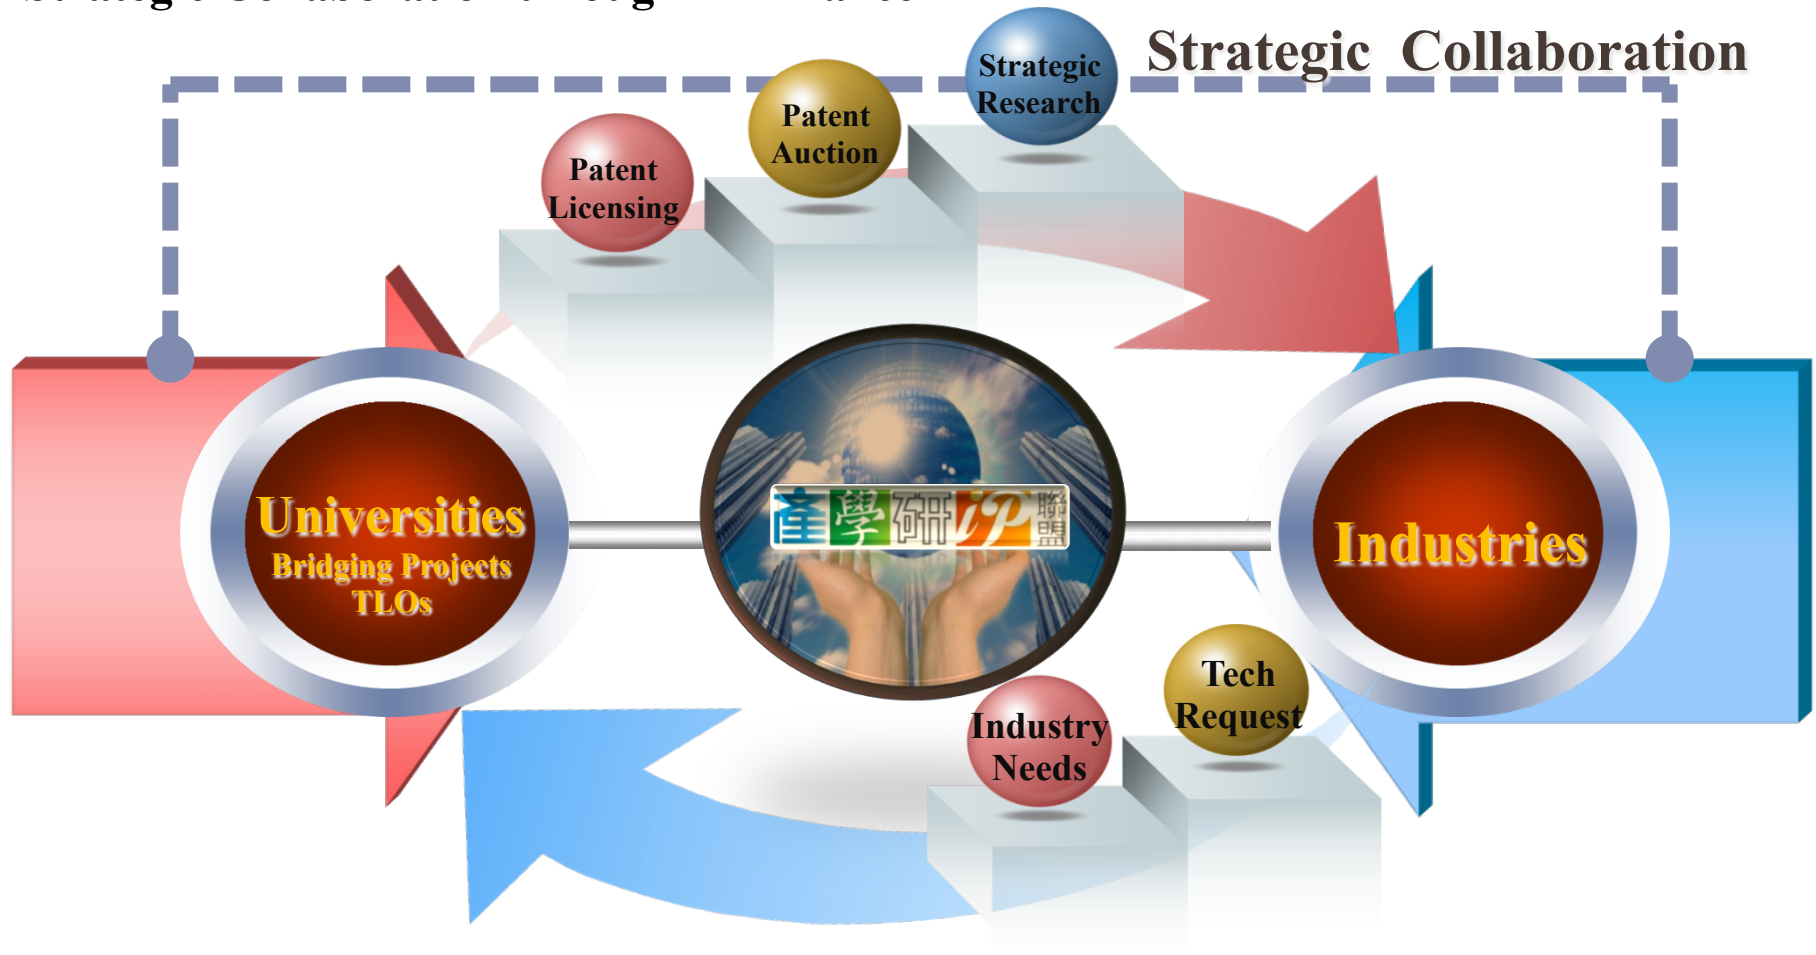 Strategic Collaboration
Strategic
Research
Patent
Auction
Patent
Licensing
產學研iP聯盟
Universities
Bridging Projects
TLOs
Industries
Tech
Request
Industry
Needs